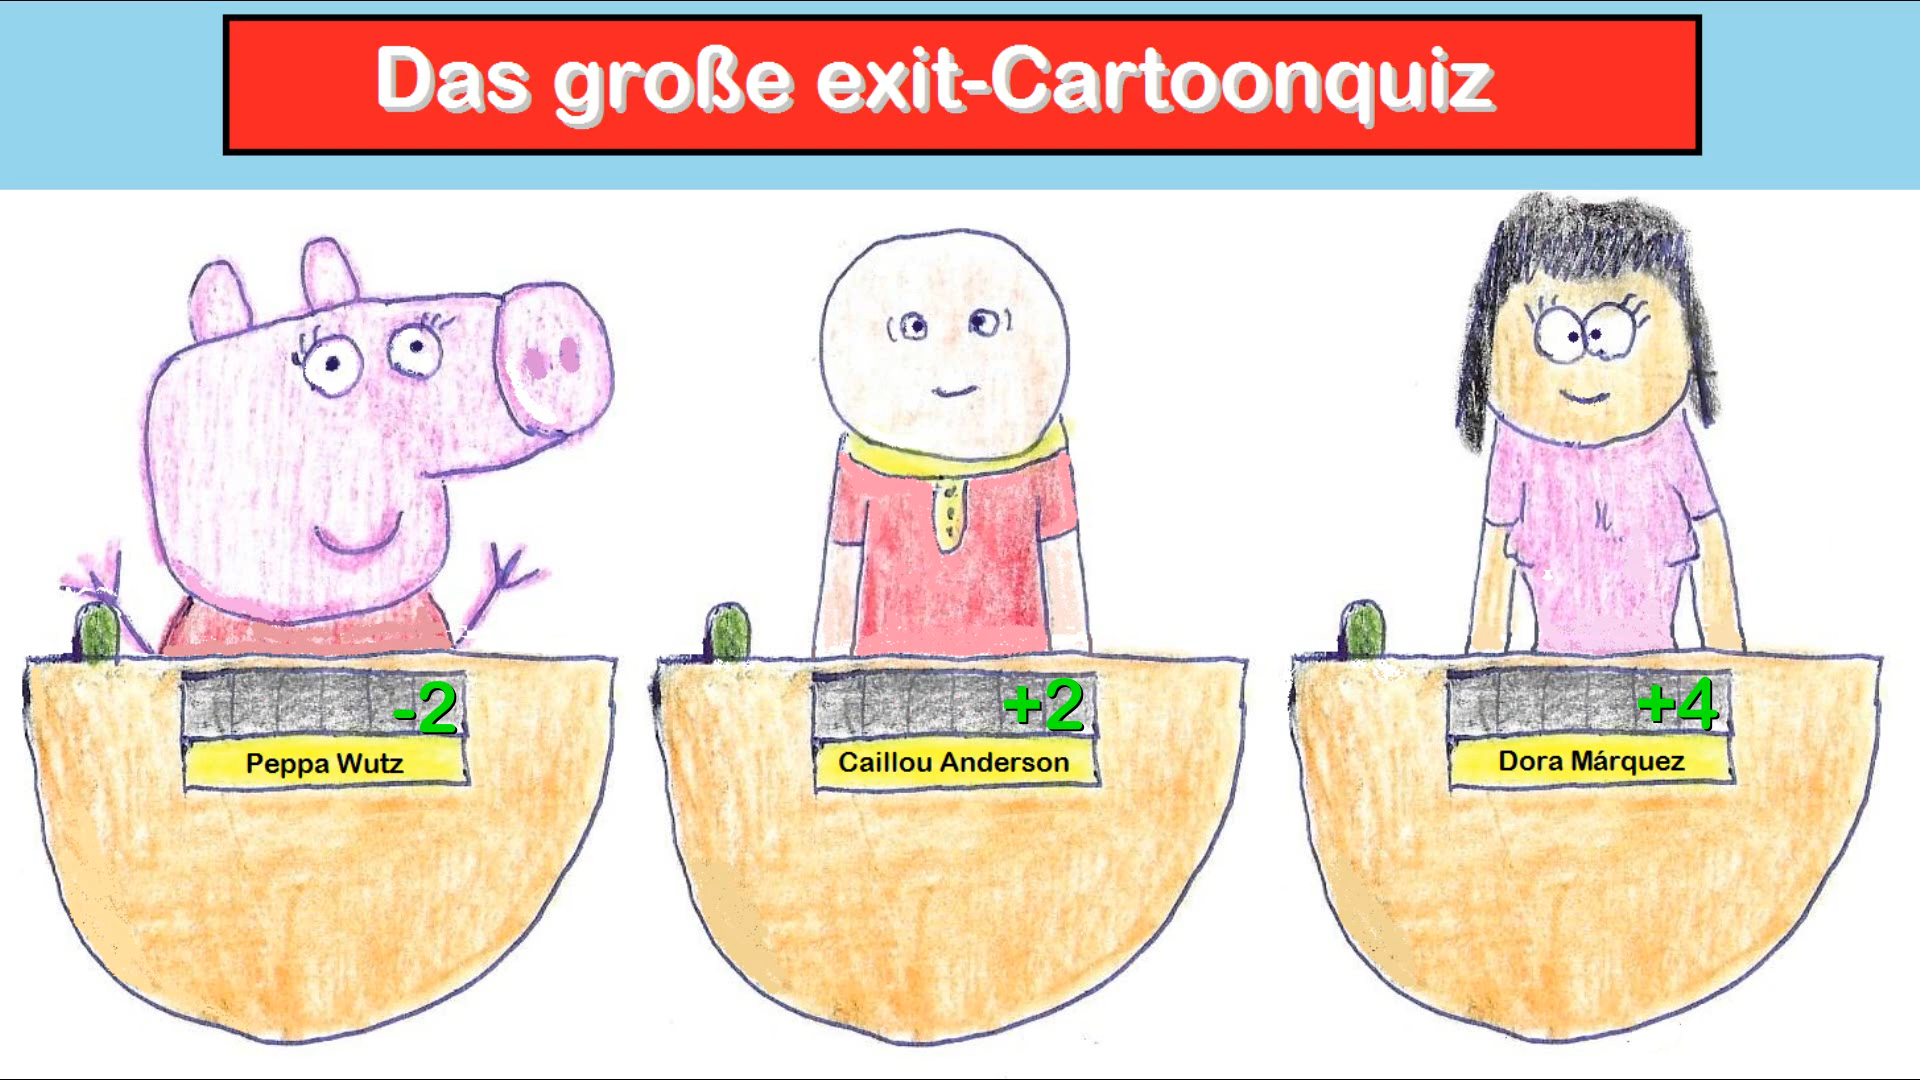 Das große exit-Cartoonquiz
-2
Peppa Wutz
+2
Caillou Anderson
+4
Dora Márquez